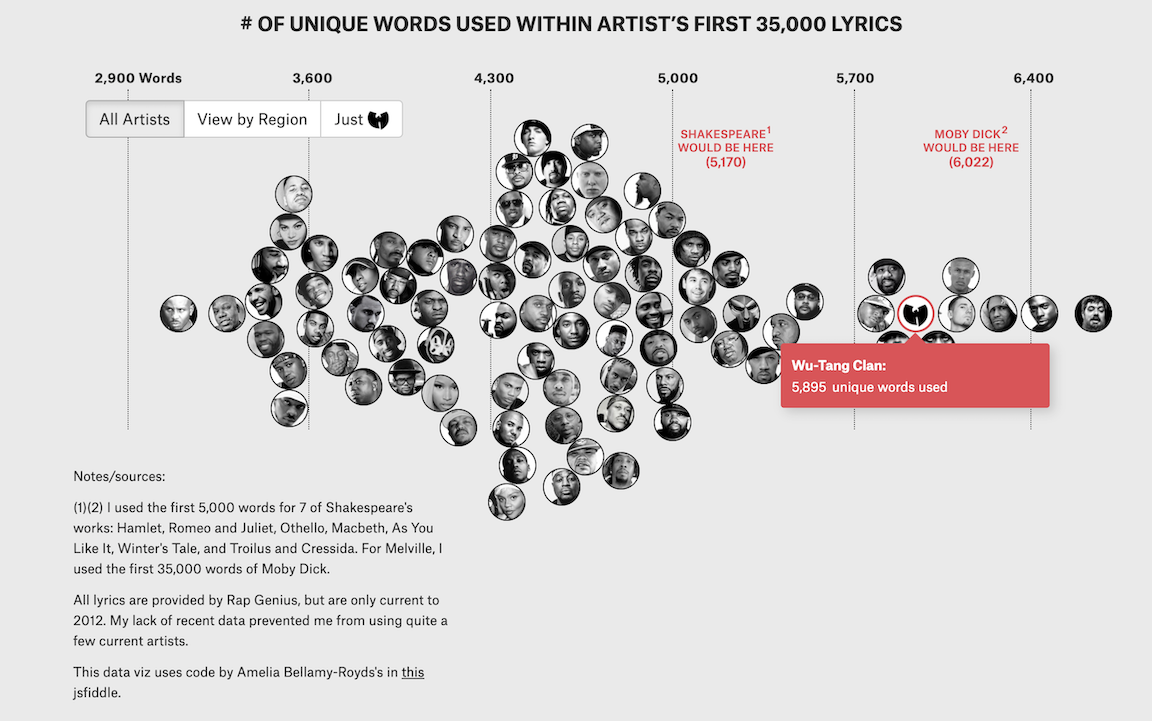 # OF UNIQUE WORDS USED WITHIN ARTIST'S FIRST 35,000 LYRICS
2,900 Words
3,600
4,300
5,000
5,700
6,400
All Artists
View by Region
Just
SHAKESPEARE1
WOULD BE HERE
(5,170)
MOBY DICK2
WOULD BE HERE
(6,022)
Wu-Tang Clan:
5,895 unique words used
Notes/sources:
(1)(2) I used the first 5,000 words for 7 of Shakespeare's
works: Hamlet, Romeo and Juliet, Othello, Macbeth, As You
Like It, Winter's Tale, and Troilus and Cressida. For Melville, I
used the first 35,000 words of Moby Dick.
All lyrics are provided by Rap Genius, but are only current to
2012. My lack of recent data prevented me from using quite a
few current artists.
This data viz uses code by Amelia Bellamy-Royds's in this
jsfiddle.